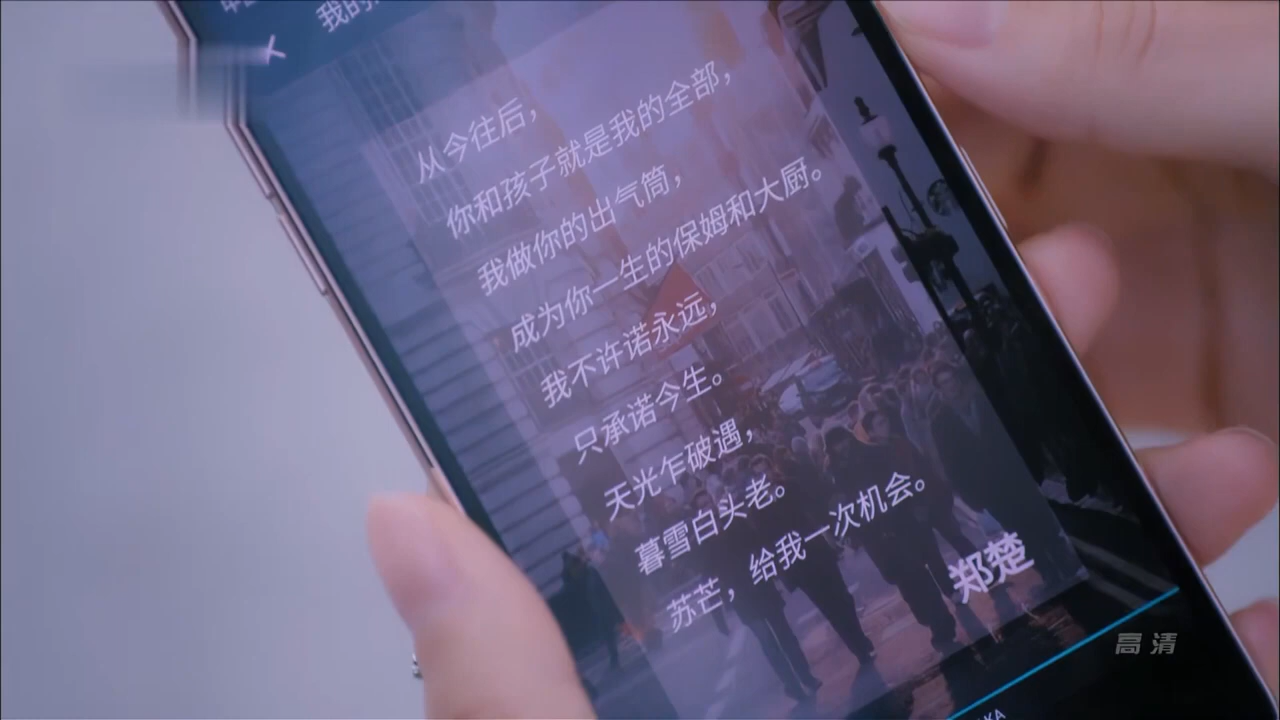 我的
从今往后，
你和孩子就是我的全部，
我做你的出气筒，
成为你一生的保姆和大厨。
我不许诺永远，
只承诺今生。
天光乍破遇，
暮雪白头老。
苏芒，给我一次机会。
郑楚
高清